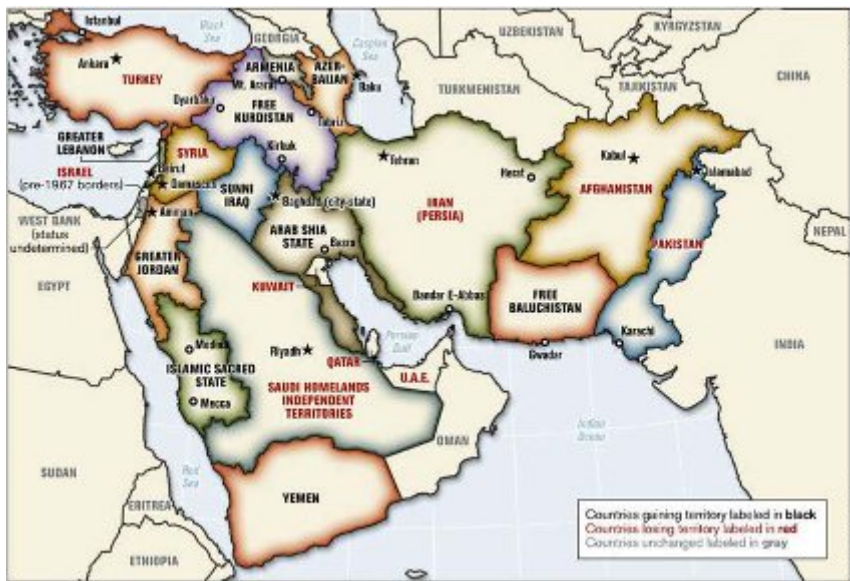 Istanbul
Black
Sea
GEORGIA
Caspian
Sea
UZBEKISTAN
KYRGYZSTAN
Ankara
TURKEY
ARMENIA
Mt. Ararat
AZER-
BAIJAN
Baku
TURKMENISTAN
TAJIKISTAN
CHINA
FREE
KURDISTAN
Tabriz
GREATER
LEBANON
SYRIA
Kirkuk
Tehran
Herat
Kabul
Islamabad
ISRAEL
(pre-1967 borders)
Beirut
Damascus
SUNNI
IRAQ
Baghdad (city-state)
IRAN
(PERSIA)
AFGHANISTAN
WEST BANK
(status
undetermined)
Amman
ARAB SHIA
STATE
Basra
PAKISTAN
NEPAL
GREATER
JORDAN
EGYPT
KUWAIT
Bandar E-Abbas
FREE
BALUCHISTAN
Karachi
Gwadar
INDIA
Persian
Gulf
Medina
ISLAMIC SACRED
STATE
Mecca
Riyadh
QATAR
U.A.E.
SAUDI HOMELANDS
INDEPENDENT
TERRITORIES
OMAN
Indian
Ocean
SUDAN
Red
Sea
YEMEN
ERITREA
ETHIOPIA
Countries gaining territory labeled in black
Countries losing territory labeled in red
Countries unchanged labeled in gray